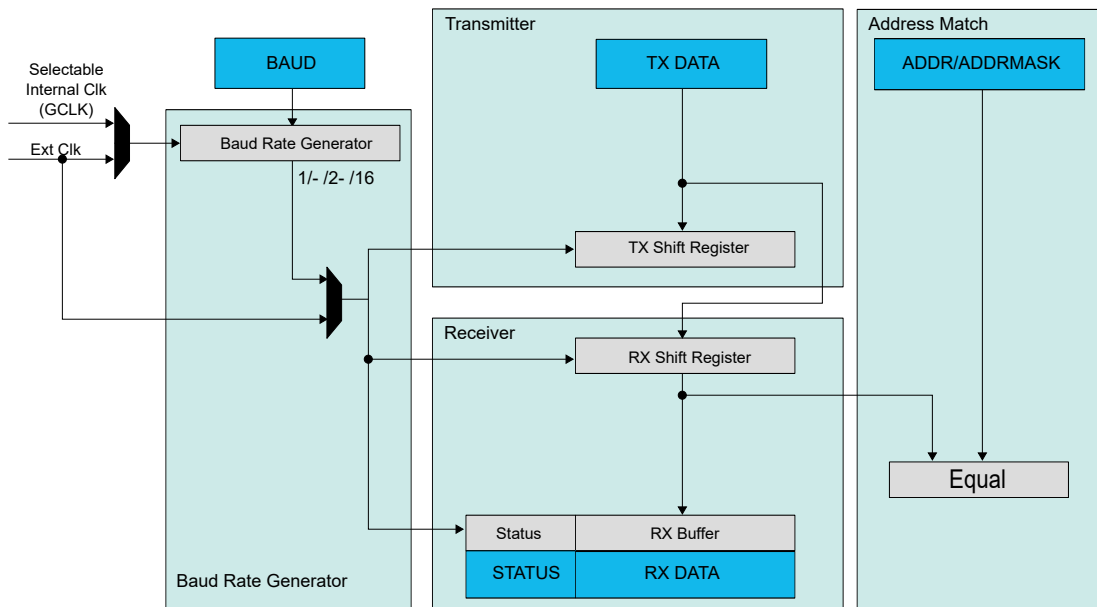 Transmitter
Address Match
BAUD
TX DATA
ADDR/ADDRMASK
Selectable
Internal Clk
(GCLK)
Ext Clk
Baud Rate Generator
1/- /2- /16
TX Shift Register
Receiver
RX Shift Register
Equal
Status
RX Buffer
STATUS
RX DATA
Baud Rate Generator